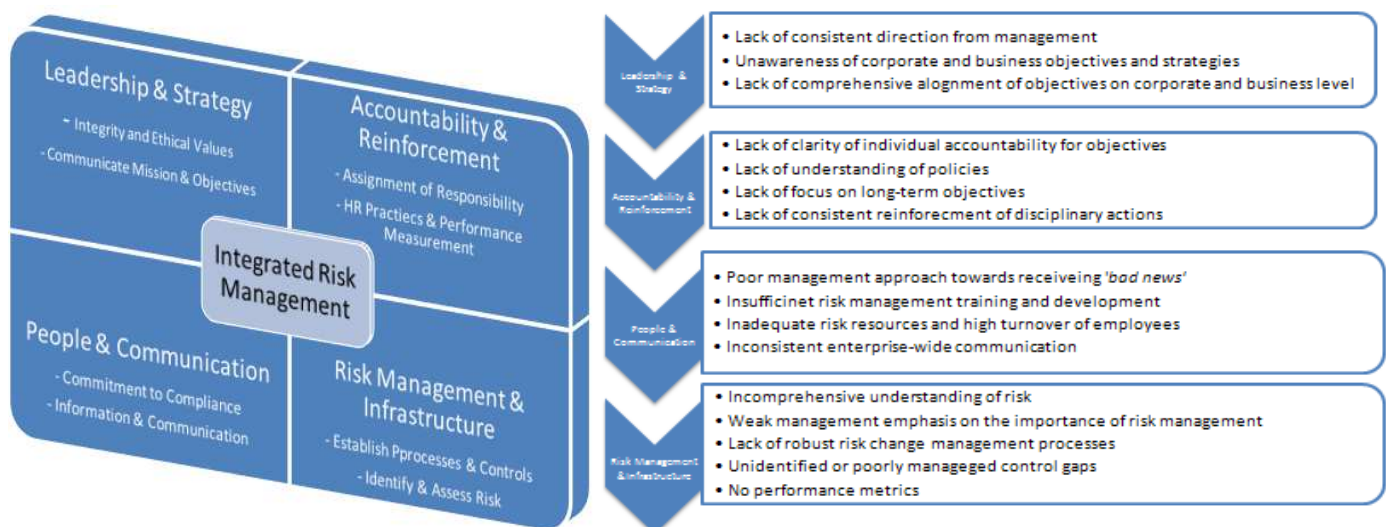 Leadership & Strategy
- Integrity and Ethical Values
- Communicate Mission & Objectives
Accountability &
Reinforcement
- Assignment of Responsibility
- HR Practiecs & Performance
Measurement
Integrated Risk
Management
People & Communication
- Commitment to Compliance
- Information & Communication
Risk Management &
Infrastructure
- Establish Pprocesses & Controls
- Identify & Assess Risk
Leadership &
Strategy
• Lack of consistent direction from management
• Unawareness of corporate and business objectives and strategies
• Lack of comprehensive alognment of objectives on corporate and business level
Accountability &
Reinforcement
• Lack of clarity of individual accountability for objectives
• Lack of understanding of policies
• Lack of focus on long-term objectives
• Lack of consistent reinforecment of disciplinary actions
People &
Communication
• Poor management approach towards receiveing 'bad news'
• Insufficinet risk management training and development
• Inadequate risk resources and high turnover of employees
• Inconsistent enterprise-wide communication
Risk Management
& Infrastructure
• Incomprehensive understanding of risk
• Weak management emphasis on the importance of risk management
• Lack of robust risk change management processes
• Unidentified or poorly manageged control gaps
• No performance metrics